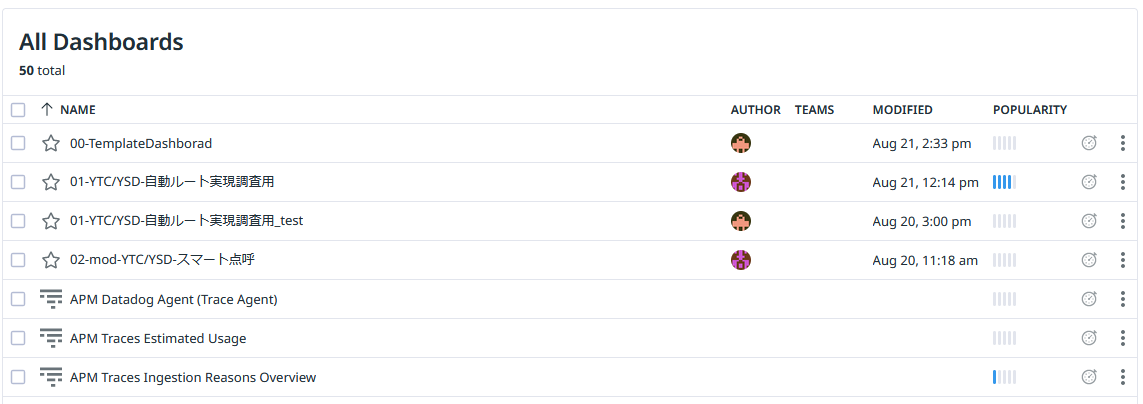 All Dashboards
50 total
NAME AUTHOR TEAMS MODIFIED POPULARITY
00-TemplateDashborad Aug 21, 2:33 pm
01-YTC/YSD-自動ルート実現調査用 Aug 21, 12:14 pm
01-YTC/YSD-自動ルート実現調査用_test Aug 20, 3:00 pm
02-mod-YTC/YSD-スマート点呼 Aug 20, 11:18 am
APM Datadog Agent (Trace Agent)
APM Traces Estimated Usage
APM Traces Ingestion Reasons Overview